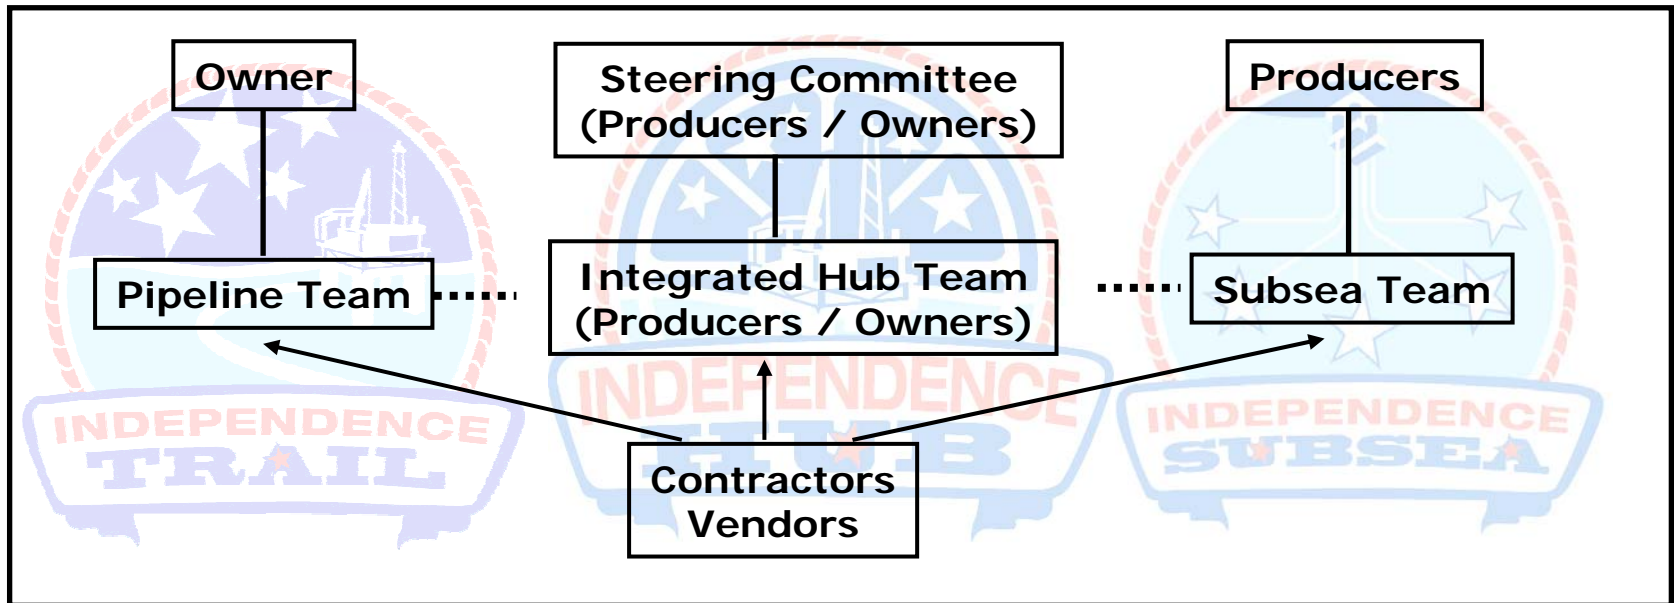 Owner
Steering Committee
(Producers / Owners)
Producers
Pipeline Team
Integrated Hub Team
(Producers / Owners)
Subsea Team
INDEPENDENCE
TRAIL
INDEPENDENCE
HUB
INDEPENDENCE
SUBSEA
Contractors
Vendors